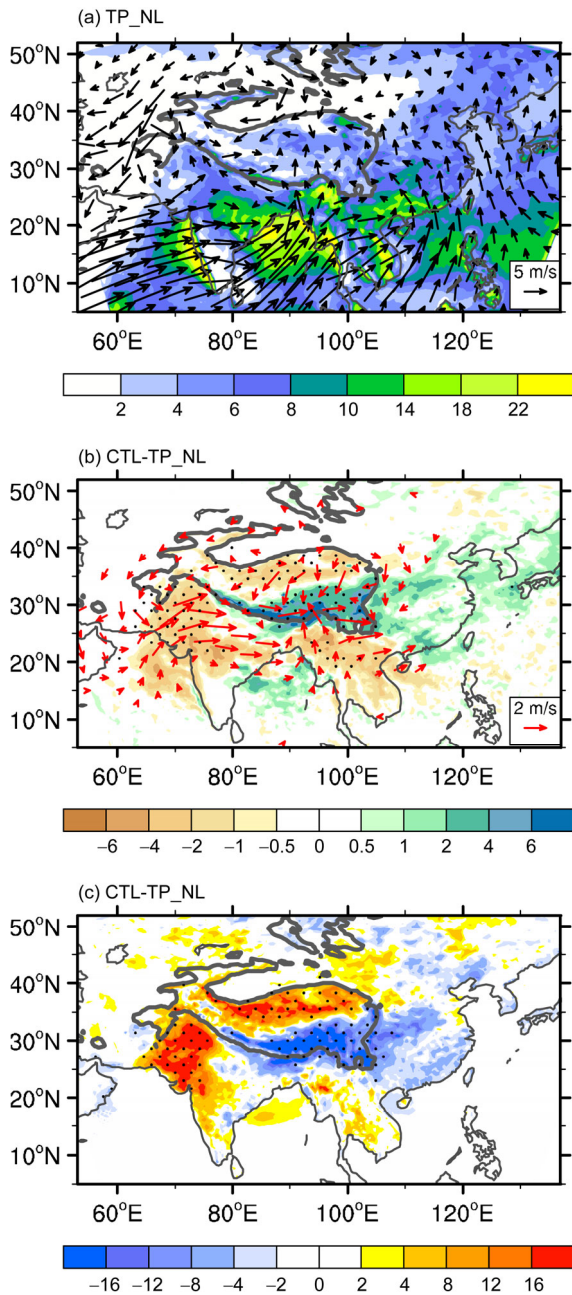 (a) TP_NL
50°N
40°N
30°N
20°N
10°N
5 m/s
60°E 80°E 100°E 120°E
2 4 6 8 10 14 18 22
(b) CTL-TP_NL
50°N
40°N
30°N
20°N
10°N
2 m/s
60°E 80°E 100°E 120°E
−6 −4 −2 −1 −0.5 0 0.5 1 2 4 6
(c) CTL-TP_NL
50°N
40°N
30°N
20°N
10°N
60°E 80°E 100°E 120°E
−16 −12 −8 −4 −2 0 2 4 8 12 16